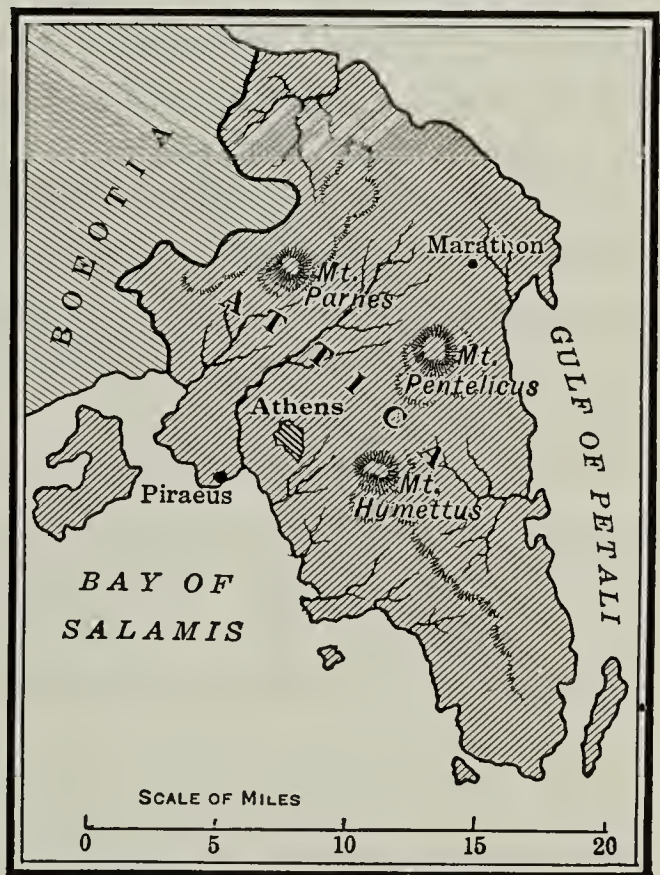 BOEOTIA
Marathon
Mt.
Parnes
ATTICA
Mt.
Pentelicus
Athens
GULF OF PETALI
Mt.
Hymettus
Piraeus
BAY OF
SALAMIS
SCALE OF MILES
0 5 10 15 20